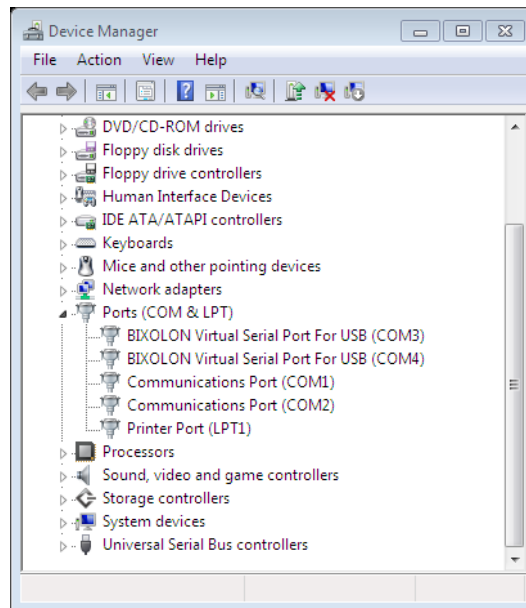 Device Manager
File Action View Help
DVD/CD-ROM drives
Floppy disk drives
Floppy drive controllers
Human Interface Devices
IDE ATA/ATAPI controllers
Keyboards
Mice and other pointing devices
Network adapters
Ports (COM & LPT)
BIXOLON Virtual Serial Port For USB (COM3)
BIXOLON Virtual Serial Port For USB (COM4)
Communications Port (COM1)
Communications Port (COM2)
Printer Port (LPT1)
Processors
Sound, video and game controllers
Storage controllers
System devices
Universal Serial Bus controllers